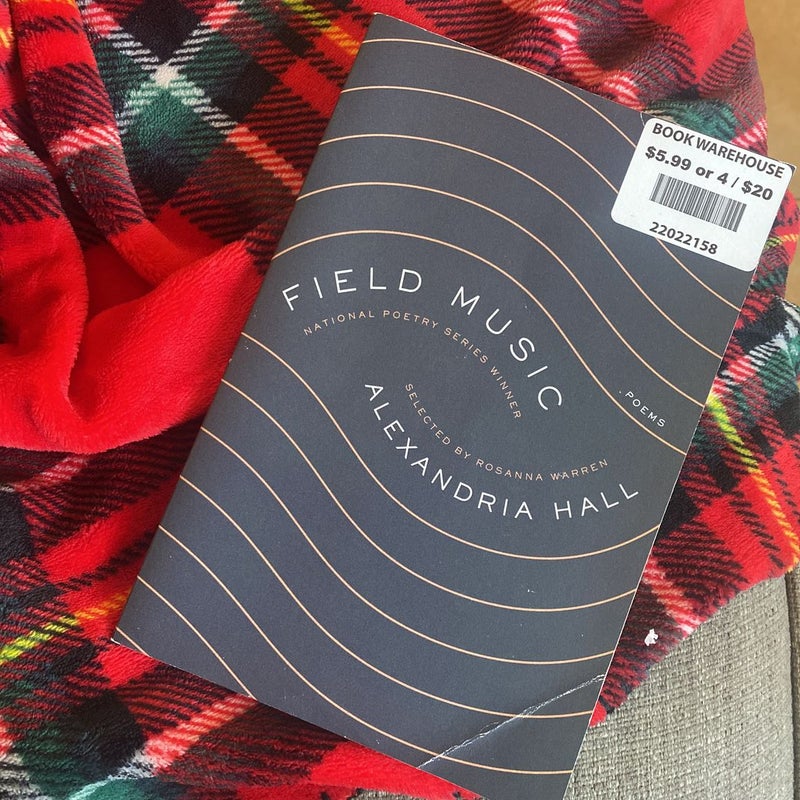 BOOK WAREHOUSE
$5.99 or 4 / $20
22022158
FIELD MUSIC
NATIONAL POETRY SERIES WINNER
POEMS
SELECTED BY ROSANNA WARREN
ALEXANDRIA HALL